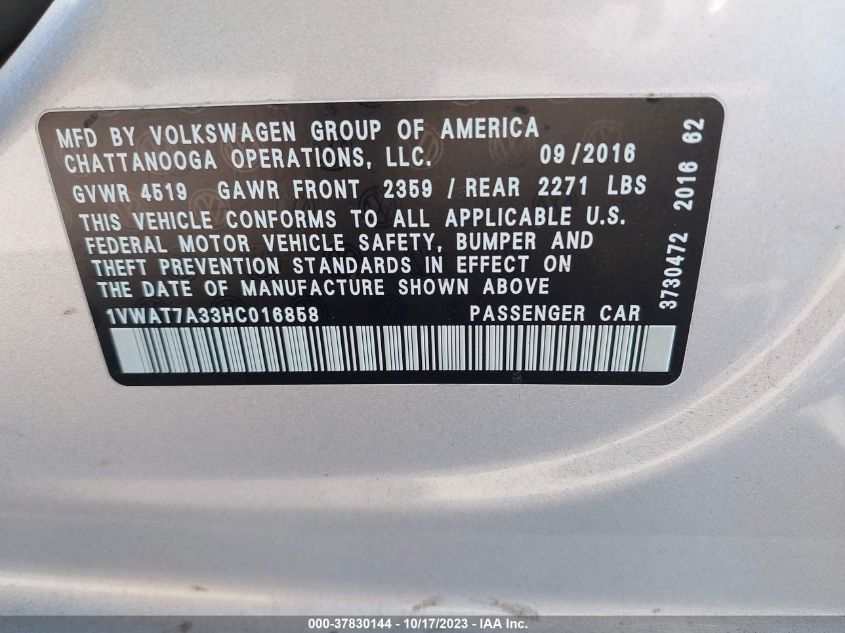 MFD BY VOLKSWAGEN GROUP OF AMERICA
CHATTANOOGA OPERATIONS, LLC. 09/2016
GVWR 4519 GAWR FRONT 2359 / REAR 2271 LBS
THIS VEHICLE CONFORMS TO ALL APPLICABLE U.S.
FEDERAL MOTOR VEHICLE SAFETY, BUMPER AND
THEFT PREVENTION STANDARDS IN EFFECT ON
THE DATE OF MANUFACTURE SHOWN ABOVE
1VWAT7A33HC016858 PASSENGER CAR
3730472 2016 62
000-37830144 - 10/17/2023 - IAA Inc.